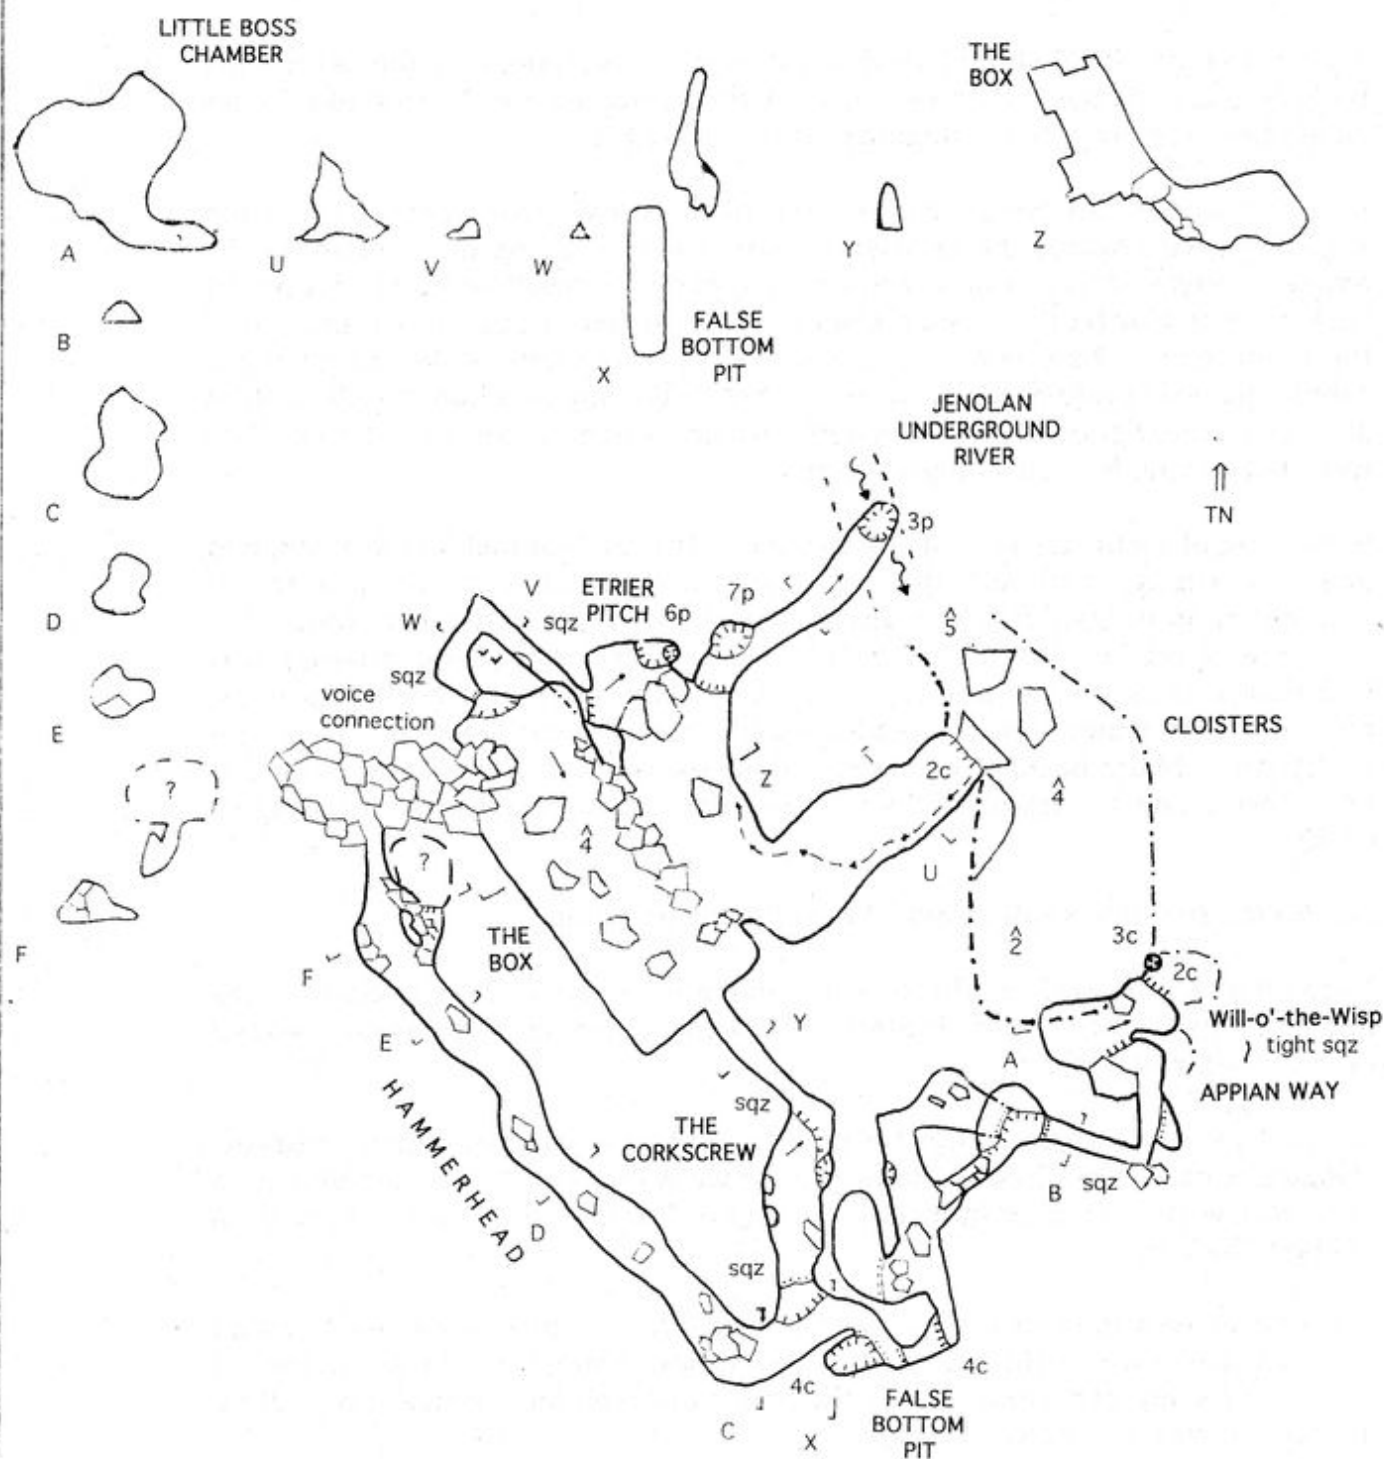 LITTLE BOSS
CHAMBER
THE
BOX
A
U
V
W
Y
Z
B
FALSE
BOTTOM
PIT
X
C
JENOLAN
UNDERGROUND
RIVER
TN
3p
D
V
ETRIER
PITCH 6p
7p
W
sqz
5
E
sqz
voice
connection
CLOISTERS
?
Z
2c
4
4
?
U
F
THE
BOX
2
3c
2c
F
Y
Will-o'-the-Wisp
tight sqz
E
A
APPIAN WAY
HAMMERHEAD
sqz
THE
CORKSCREW
B
sqz
D
sqz
4c
4c
C
X
FALSE
BOTTOM
PIT